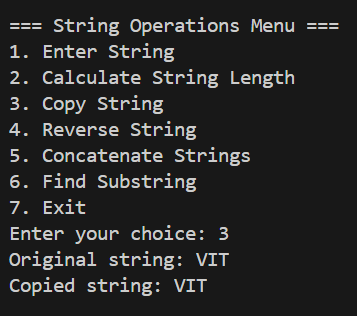 === String Operations Menu ===
1. Enter String
2. Calculate String Length
3. Copy String
4. Reverse String
5. Concatenate Strings
6. Find Substring
7. Exit
Enter your choice: 3
Original string: VIT
Copied string: VIT